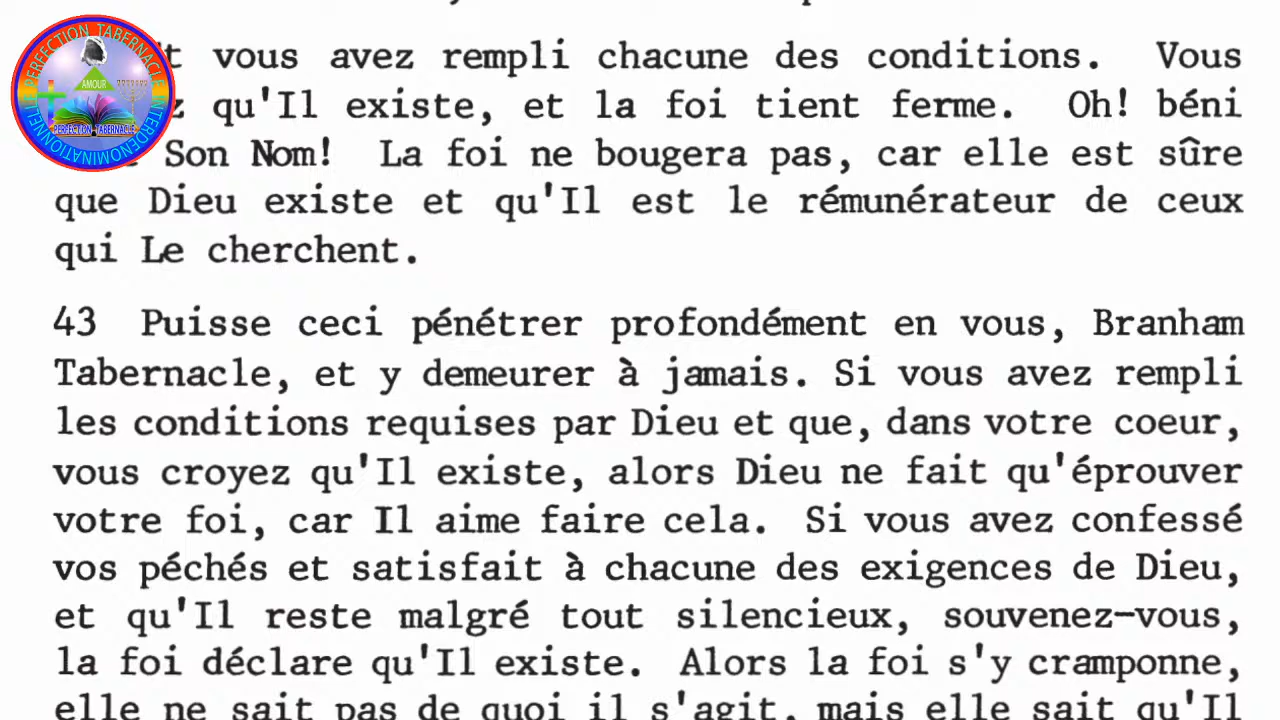 PERFECTION TABERNACLE INTERDENOMINATIONNELLE
AMOUR
PERFECTION TABERNACLE
vous avez rempli chacune des conditions. Vous
qu'Il existe, et la foi tient ferme. Oh! béni
Son Nom! La foi ne bougera pas, car elle est sûre
que Dieu existe et qu'Il est le rémunérateur de ceux
qui Le cherchent.
43 Puisse ceci pénétrer profondément en vous, Branham
Tabernacle, et y demeurer à jamais. Si vous avez rempli
les conditions requises par Dieu et que, dans votre coeur,
vous croyez qu'Il existe, alors Dieu ne fait qu'éprouver
votre foi, car Il aime faire cela. Si vous avez confessé
vos péchés et satisfait à chacune des exigences de Dieu,
et qu'Il reste malgré tout silencieux, souvenez-vous,
la foi déclare qu'Il existe. Alors la foi s'y cramponne,
elle ne sait pas de quoi il s'agit, mais elle sait qu'Il